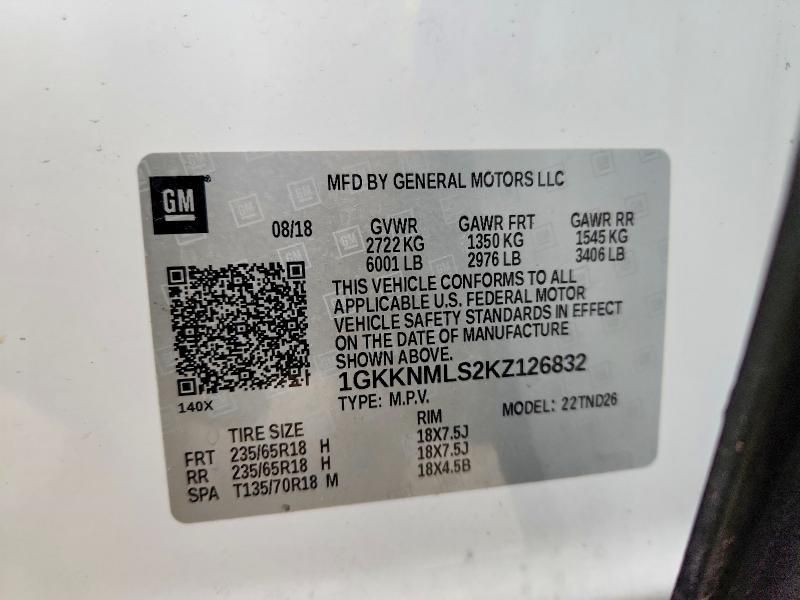 GM
MFD BY GENERAL MOTORS LLC
08/18
GVWR GAWR FRT GAWR RR
2722 KG 1350 KG 1545 KG
6001 LB 2976 LB 3406 LB
THIS VEHICLE CONFORMS TO ALL
APPLICABLE U.S. FEDERAL MOTOR
VEHICLE SAFETY STANDARDS IN EFFECT
ON THE DATE OF MANUFACTURE
SHOWN ABOVE.
1GKKNMLS2KZ126832
140X
TYPE: M.P.V. MODEL: 22TND26
TIRE SIZE RIM
FRT 235/65R18 H 18X7.5J
RR 235/65R18 H 18X7.5J
SPA T135/70R18 M 18X4.5B